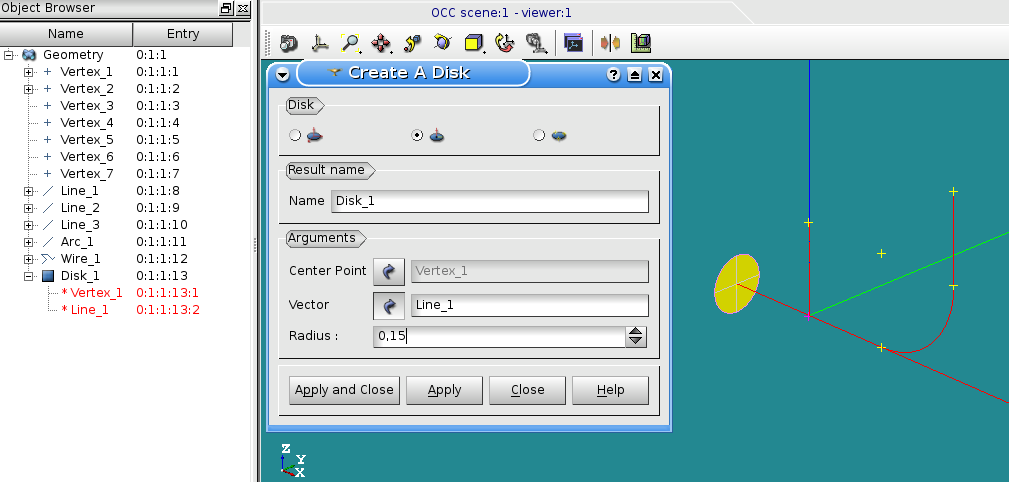 Object Browser
Name Entry
Geometry 0:1:1
Vertex_1 0:1:1:1
Vertex_2 0:1:1:2
Vertex_3 0:1:1:3
Vertex_4 0:1:1:4
Vertex_5 0:1:1:5
Vertex_6 0:1:1:6
Vertex_7 0:1:1:7
Line_1 0:1:1:8
Line_2 0:1:1:9
Line_3 0:1:1:10
Arc_1 0:1:1:11
Wire_1 0:1:1:12
Disk_1 0:1:1:13
* Vertex_1 0:1:1:13:1
* Line_1 0:1:1:13:2
OCC scene:1 - viewer:1
Create A Disk
Disk
Result name
Name Disk_1
Arguments
Center Point Vertex_1
Vector Line_1
Radius : 0,15
Apply and Close Apply Close Help
Z
Y
X